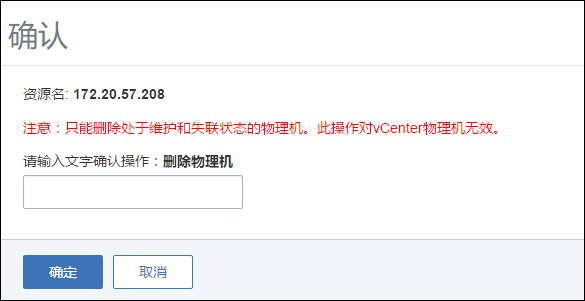 确认
资源名: 172.20.57.208
注意：只能删除处于维护和失联状态的物理机。此操作对vCenter物理机无效。
请输入文字确认操作：删除物理机
确定 取消